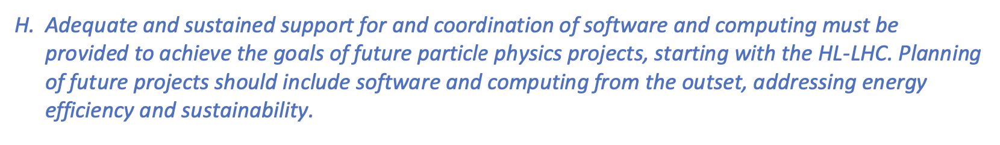 H. Adequate and sustained support for and coordination of software and computing must be
provided to achieve the goals of future particle physics projects, starting with the HL-LHC. Planning
of future projects should include software and computing from the outset, addressing energy
efficiency and sustainability.